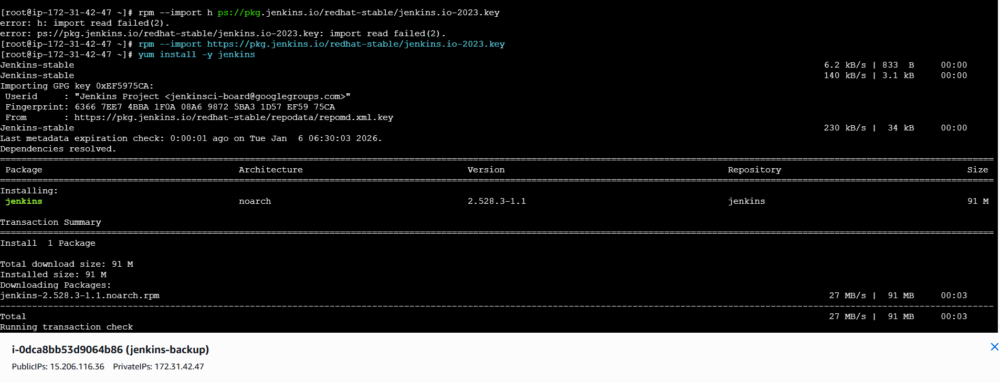 [root@ip-172-31-42-47 ~]# rpm --import h ps://pkg.jenkins.io/redhat-stable/jenkins.io-2023.key
error: h: import read failed(2).
error: ps://pkg.jenkins.io/redhat-stable/jenkins.io-2023.key: import read failed(2).
[root@ip-172-31-42-47 ~]# rpm --import https://pkg.jenkins.io/redhat-stable/jenkins.io-2023.key
[root@ip-172-31-42-47 ~]# yum install -y jenkins
Jenkins-stable 6.2 kB/s | 833 B 00:00
Jenkins-stable 140 kB/s | 3.1 kB 00:00
Importing GPG key 0xEF5975CA:
Userid : "Jenkins Project <jenkinsci-board@googlegroups.com>"
Fingerprint: 6366 7EE7 4BBA 1F0A 08A6 9872 5BA3 1D57 EF59 75CA
From : https://pkg.jenkins.io/redhat-stable/repodata/repomd.xml.key
Jenkins-stable 230 kB/s | 34 kB 00:00
Last metadata expiration check: 0:00:01 ago on Tue Jan 6 06:30:03 2026.
Dependencies resolved.
Package Architecture Version Repository Size
Installing:
jenkins noarch 2.528.3-1.1 jenkins 91 M
Transaction Summary
Install 1 Package
Total download size: 91 M
Installed size: 91 M
Downloading Packages:
jenkins-2.528.3-1.1.noarch.rpm 27 MB/s | 91 MB 00:03
Total 27 MB/s | 91 MB 00:03
Running transaction check
i-0dca8bb53d9064b86 (jenkins-backup)
PublicIPs: 15.206.116.36 PrivateIPs: 172.31.42.47